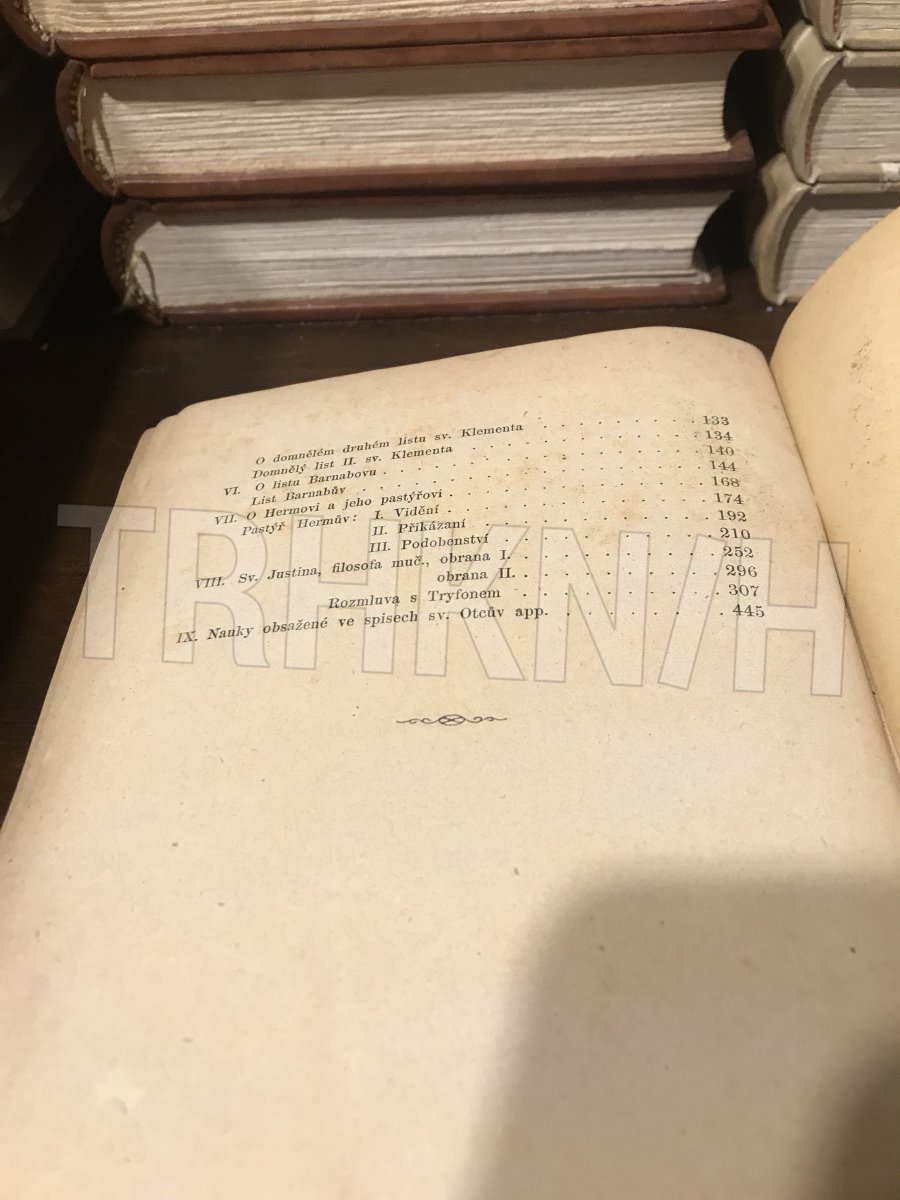 O domnělém druhém listu sv. Klementa . . . . . . . 133
Domnělý list II. sv. Klementa . . . . . . . . . . 134
VI. O listu Barnabovu . . . . . . . . . . . . . 140
List Barnabův . . . . . . . . . . . . . . 144
VII. O Hermovi a jeho pastýřovi . . . . . . . . . . 168
Pastýř Hermův: I. Vidění . . . . . . . . . . . 174
II. Přikázaní . . . . . . . . . . 192
III. Podobenství . . . . . . . . . 210
VIII. Sv. Justina, filosofa muč., obrana I. . . . . . . . . 252
obrana II. . . . . . . . . 296
Rozmluva s Tryfonem . . . . . . . . 307
IX. Nauky obsažené ve spisech sv. Otcův app. . . . . . . 445
TRHKNIH